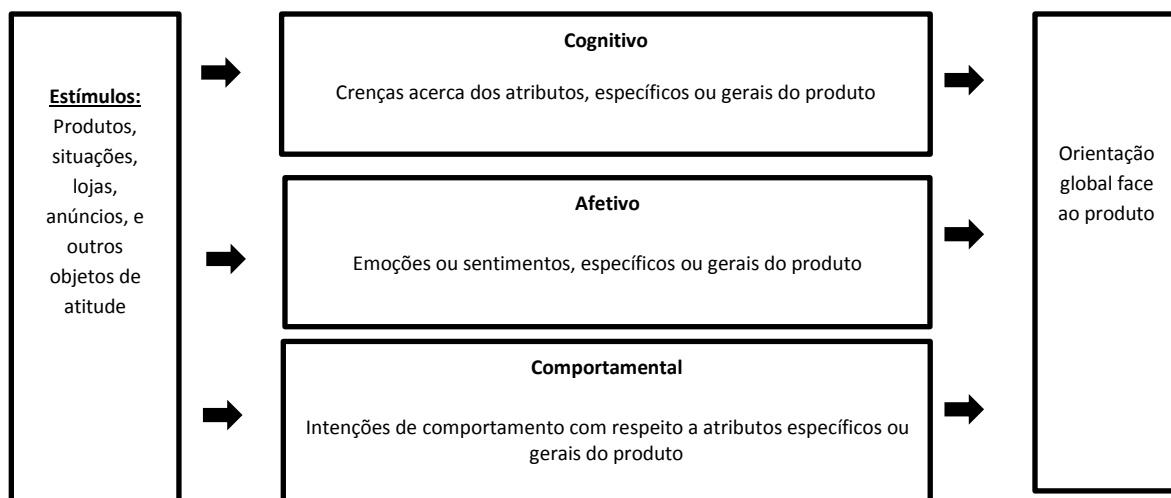 Estímulos:
Produtos,
situações,
lojas,
anúncios, e
outros
objetos de
atitude
Cognitivo
Crenças acerca dos atributos, específicos ou gerais do produto
Afetivo
Emoções ou sentimentos, específicos ou gerais do produto
Comportamental
Intenções de comportamento com respeito a atributos específicos ou
gerais do produto
Orientação
global face
ao produto